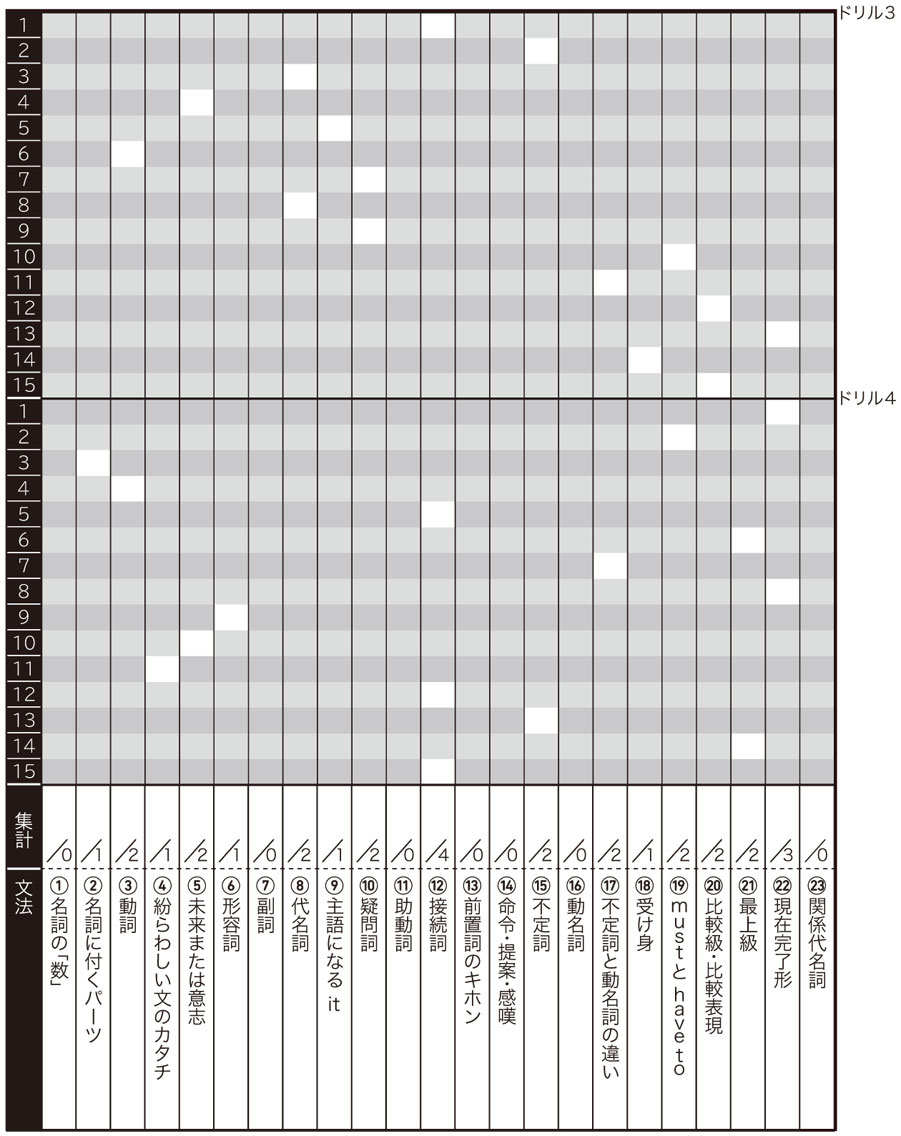 ドリル3
1
2
3
4
5
6
7
8
9
10
11
12
13
14
15
ドリル4
1
2
3
4
5
6
7
8
9
10
11
12
13
14
15
集計
／0
／1
／2
／1
／2
／1
／0
／2
／1
／2
／0
／4
／0
／0
／2
／0
／2
／1
／2
／2
／2
／3
／0
文法
①名詞の「数」
②名詞に付くパーツ
③動詞
④紛らわしい文のカタチ
⑤未来または意志
⑥形容詞
⑦副詞
⑧代名詞
⑨主語になる it
⑩疑問詞
⑪助動詞
⑫接続詞
⑬前置詞のキホン
⑭命令・提案・感嘆
⑮不定詞
⑯動名詞
⑰不定詞と動名詞の違い
⑱受け身
⑲must と have to
⑳比較級・比較表現
㉑最上級
㉒現在完了形
㉓関係代名詞